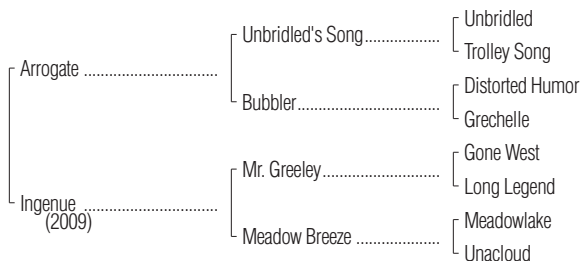 Unbridled
Unbridled's Song..................
Trolley Song
Arrogate ................................
Distorted Humor
Bubbler...................................
Grechelle
Gone West
Mr. Greeley.............................
Long Legend
Ingenue ................................
(2009)
Meadowlake
Meadow Breeze ....................
Unacloud